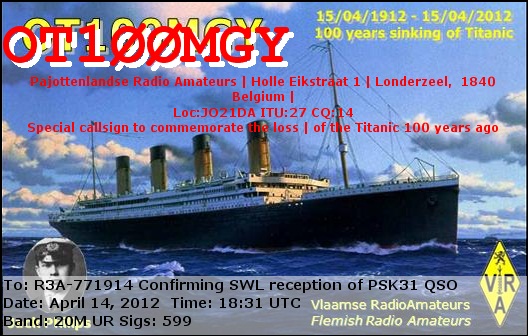 OT100MGY
15/04/1912 - 15/04/2012
100 years sinking of Titanic
OT1ØØMGY
Pajottenlandse Radio Amateurs | Holle Eikstraat 1 | Londerzeel, 1840
Belgium |
Loc:JO21DA ITU:27 CQ:14
Special callsign to commemorate the loss | of the Titanic 100 years ago
To: R3A-771914 Confirming SWL reception of PSK31 QSO
Date: April 14, 2012 Time: 18:31 UTC
Band: 20M UR Sigs: 599
Vlaamse RadioAmateurs
Flemish Radio Amateurs
VRA